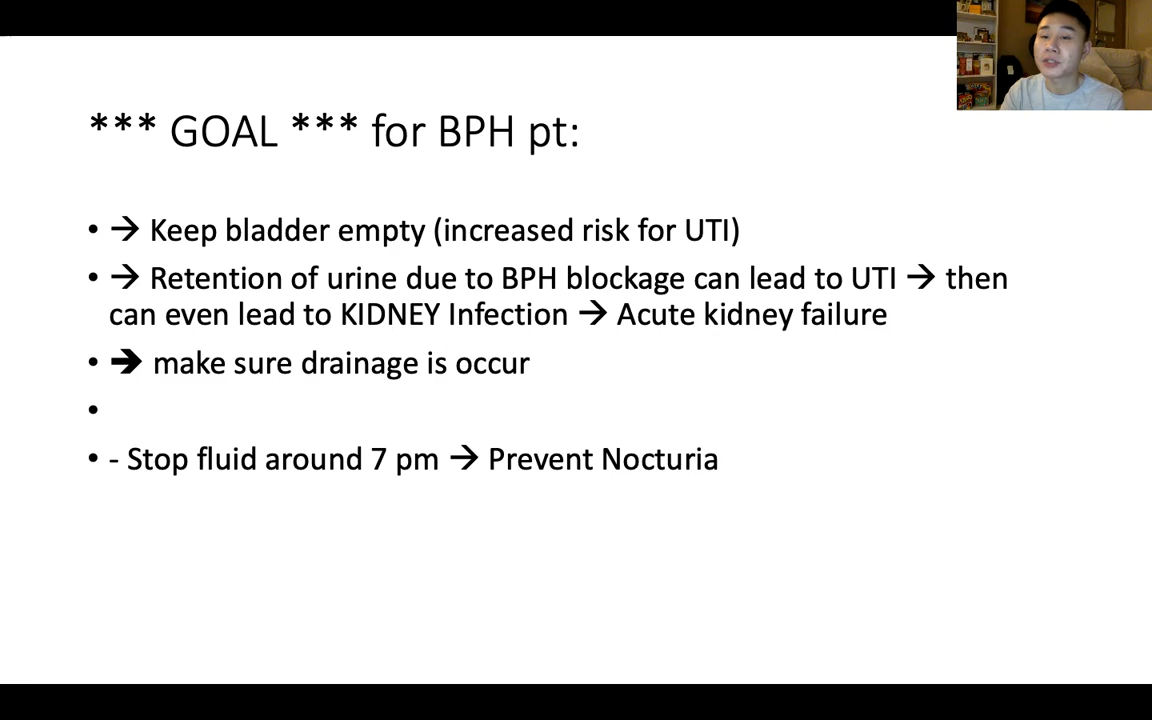 *** GOAL *** for BPH pt:
• → Keep bladder empty (increased risk for UTI)
• → Retention of urine due to BPH blockage can lead to UTI → then
can even lead to KIDNEY Infection → Acute kidney failure
• → make sure drainage is occur
•
• - Stop fluid around 7 pm → Prevent Nocturia